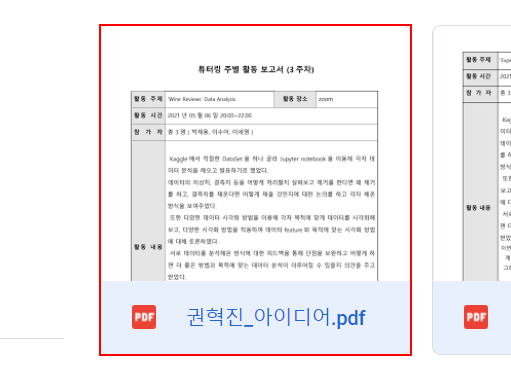 튜터링 주별 활동 보고서 (3 주차)
활동 주제 'Wine Reviews' Data Analysis 활동 장소 zoom
활동 시간 2021 년 05 월 06 일 20:00~22:00
참 가 자 총 3 명 ( 박재용, 이수아, 이세명 )
Kaggle 에서 적절한 DataSet 을 하나 골라 Jupyter notebook 을 이용해 각자 데
이터 분석을 해오고 발표하기로 했었다.
데이터의 이상치, 결측치 등을 어떻게 처리할지 살펴보고 제거를 한다면 왜 제거
를 하고, 결측치를 채운다면 어떻게 채울 것인지에 대한 논의를 하고 각자 해온
방식을 보여주었다.
또한 다양한 데이터 시각화 방법을 이용해 각자 목적에 맞게 데이터를 시각화해
보고, 다양한 시각화 방법을 적용하며 데이터 feature 와 목적에 맞는 시각화 방법
에 대해 토론하였다.
활동 내용
서로 데이터를 분석해온 방식에 대한 피드백을 통해 단점을 보완하고 어떻게 하
면 더 좋은 방법과 목적에 맞는 데이터 분석이 이루어질 수 있을지 의견을 주고
받았다.
PDF 권혁진_아이디어.pdf
활동 주제
활동 시간 2021
참 가 자 총 3
활동 내용
PDF